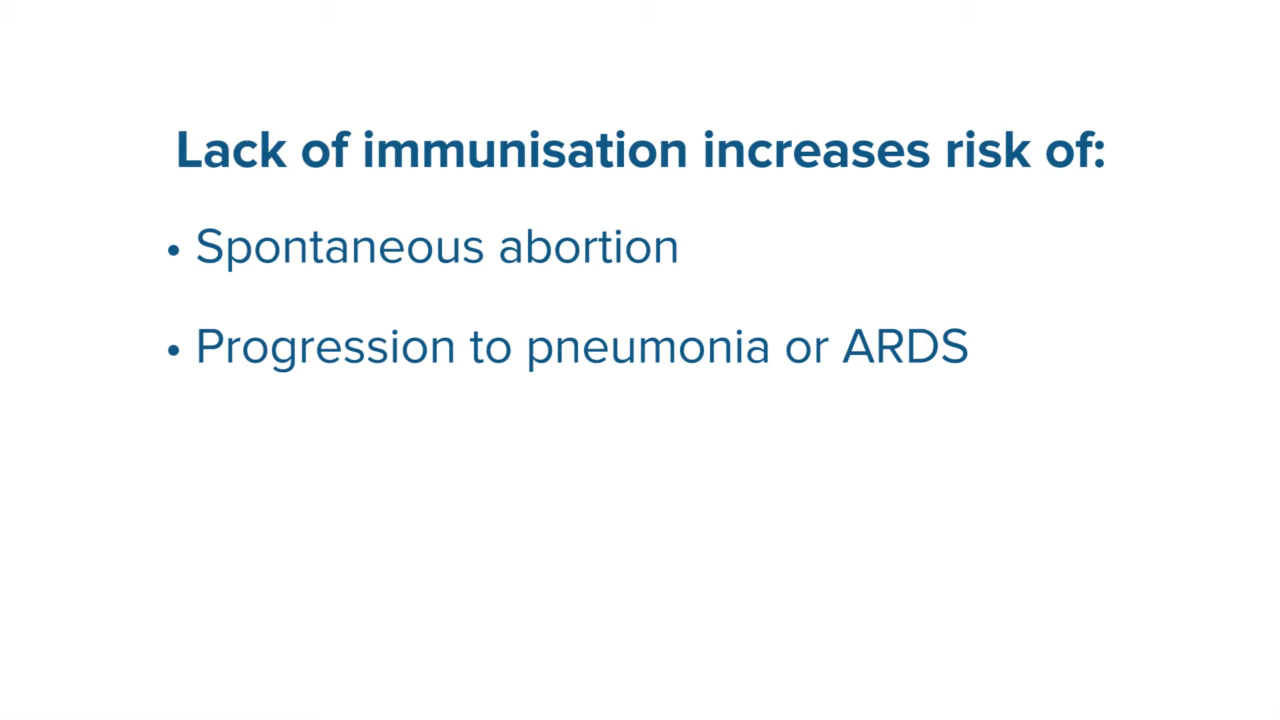 Lack of immunisation increases risk of:
• Spontaneous abortion
• Progression to pneumonia or ARDS